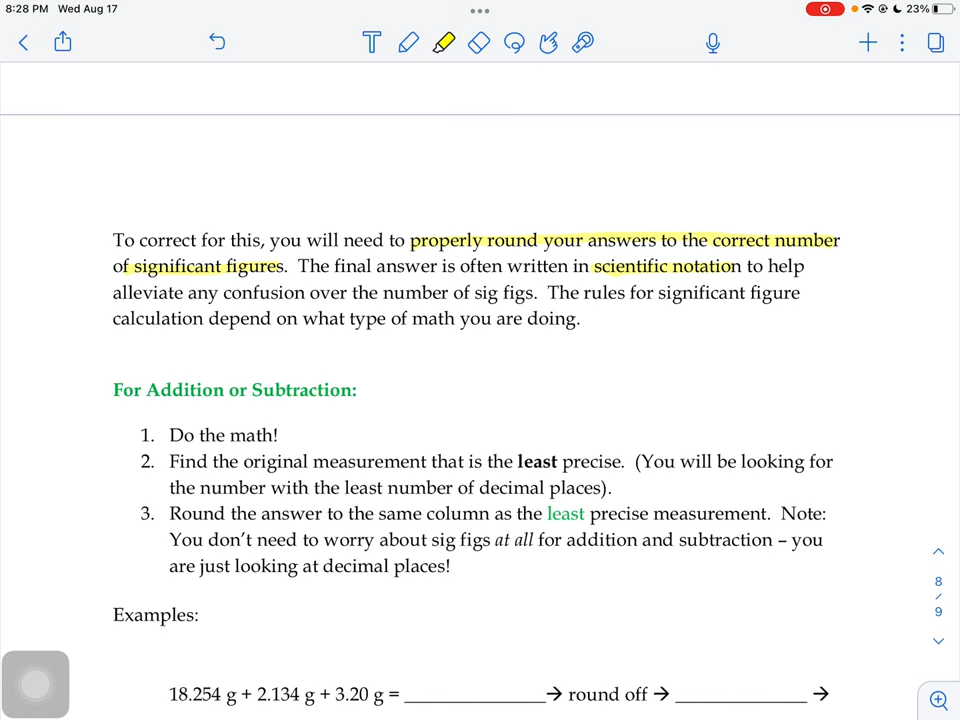 8:28 PM Wed Aug 17
23%
To correct for this, you will need to properly round your answers to the correct number
of significant figures. The final answer is often written in scientific notation to help
alleviate any confusion over the number of sig figs. The rules for significant figure
calculation depend on what type of math you are doing.
For Addition or Subtraction:
1. Do the math!
2. Find the original measurement that is the least precise. (You will be looking for
the number with the least number of decimal places).
3. Round the answer to the same column as the least precise measurement. Note:
You don't need to worry about sig figs at all for addition and subtraction – you
are just looking at decimal places!
8
/
9
Examples:
18.254 g + 2.134 g + 3.20 g = _______________→ round off → ______________ →